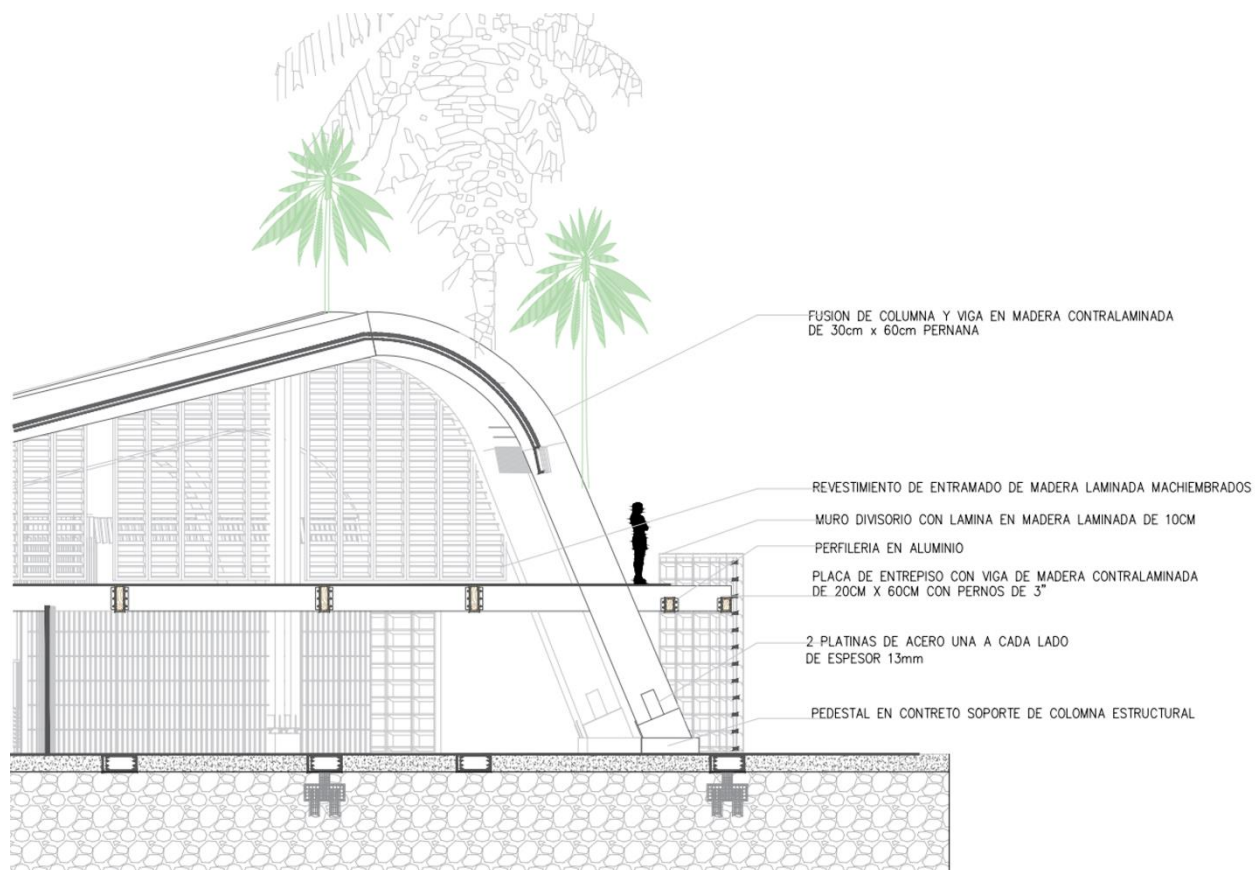 FUSION DE COLUMNA Y VIGA EN MADERA CONTRALAMINADA
DE 30cm x 60cm PERNANA
REVESTIMIENTO DE ENTRAMADO DE MADERA LAMINADA MACHIEMBRADOS
MURO DIVISORIO CON LAMINA EN MADERA LAMINADA DE 10CM
PERFILERIA EN ALUMINIO
PLACA DE ENTREPISO CON VIGA DE MADERA CONTRALAMINADA
DE 20CM X 60CM CON PERNOS DE 3"
2 PLATINAS DE ACERO UNA A CADA LADO
DE ESPESOR 13mm
PEDESTAL EN CONTRETO SOPORTE DE COLOMNA ESTRUCTURAL